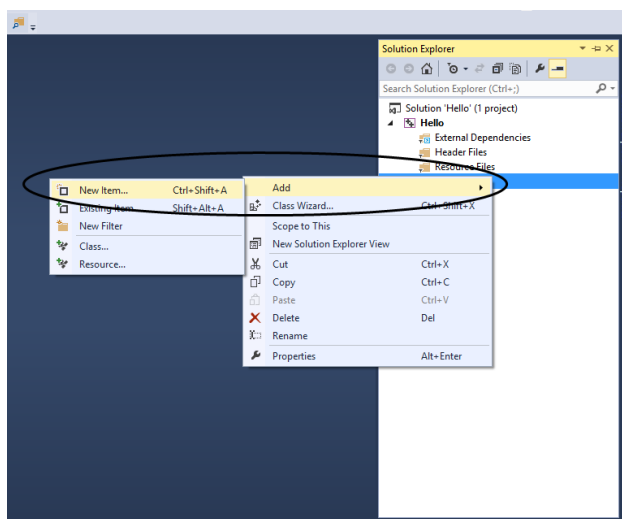 Solution Explorer
Search Solution Explorer (Ctrl+;)
Solution 'Hello' (1 project)
Hello
External Dependencies
Header Files
Resource Files
New Item... Ctrl+Shift+A
Existing Item... Shift+Alt+A
New Filter
Class...
Resource...
Add
Class Wizard... Ctrl+Shift+X
Scope to This
New Solution Explorer View
Cut Ctrl+X
Copy Ctrl+C
Paste Ctrl+V
Delete Del
Rename
Properties Alt+Enter